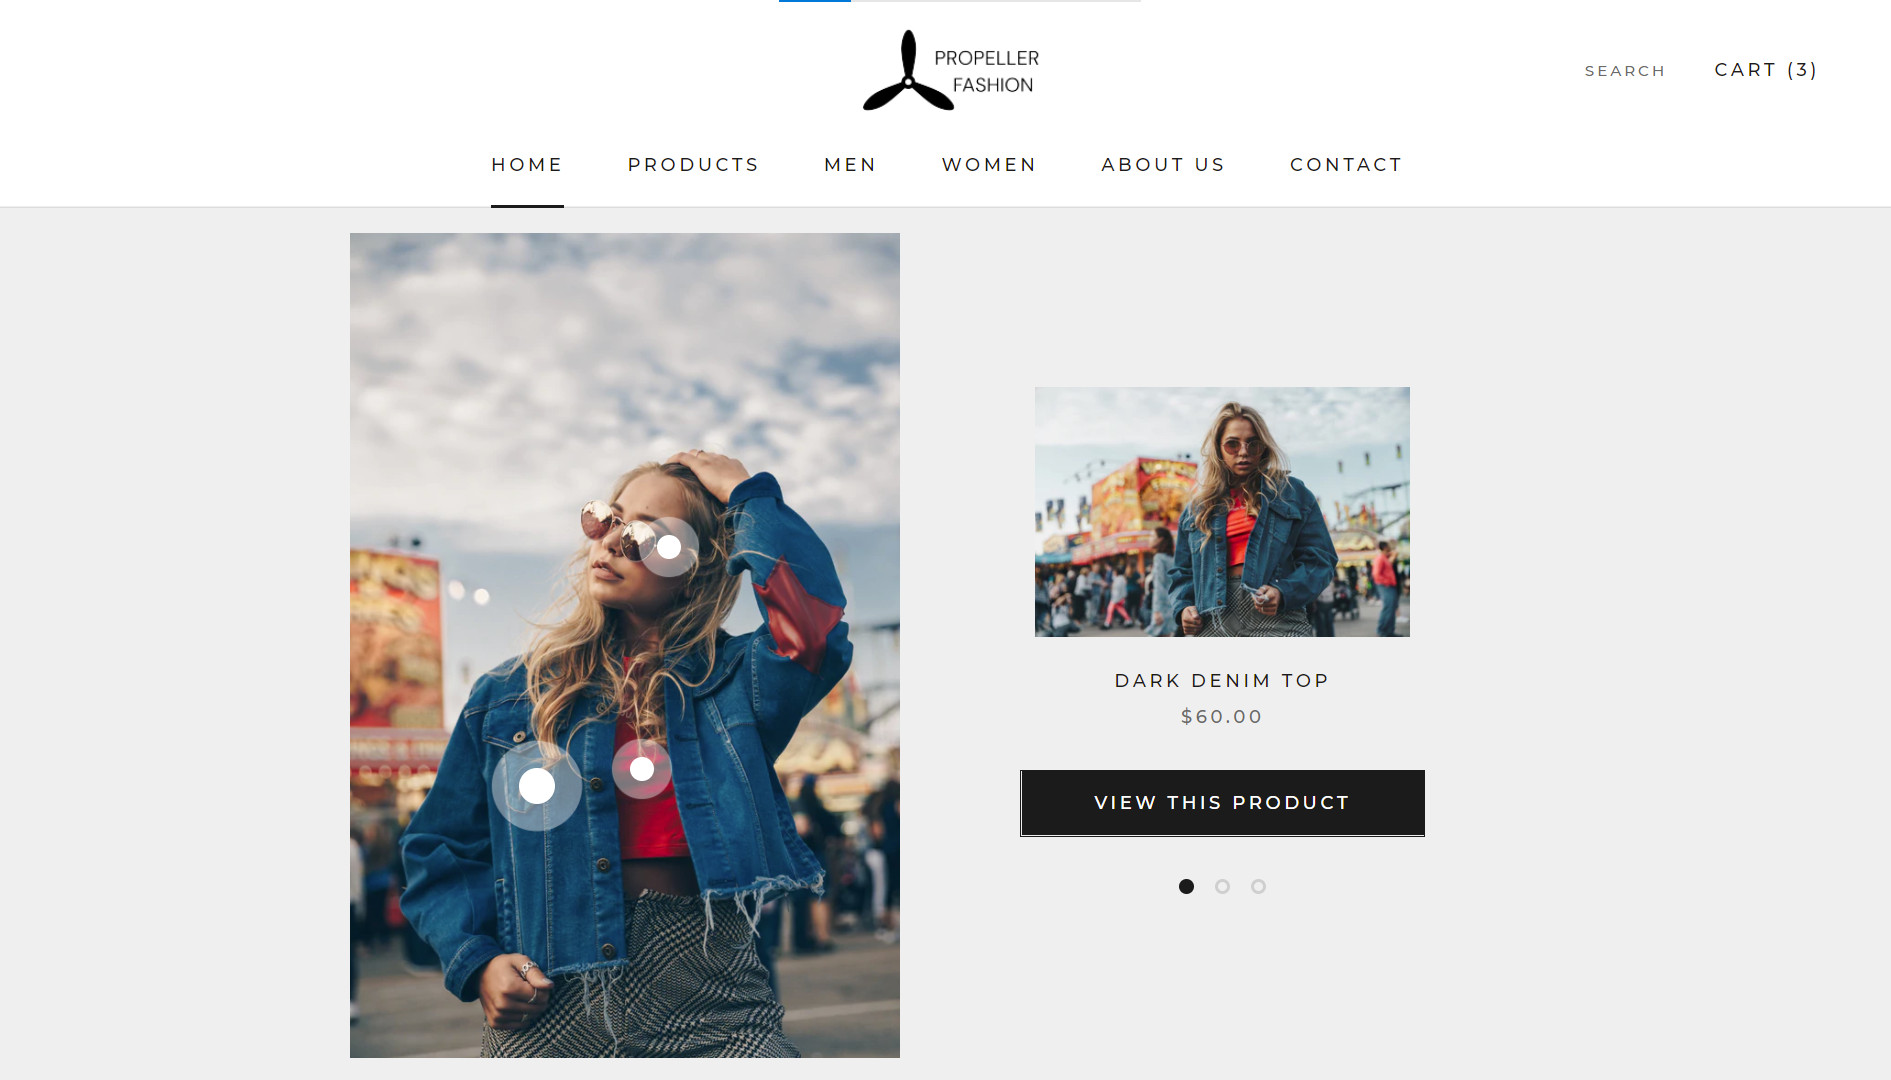 PROPELLER
FASHION
SEARCH
CART (3)
HOME
PRODUCTS
MEN
WOMEN
ABOUT US
CONTACT
DARK DENIM TOP
$60.00
VIEW THIS PRODUCT